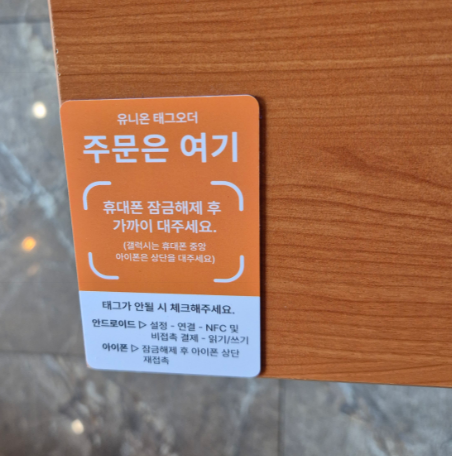 유니온 태그오더
주문은 여기
휴대폰 잠금해제 후
가까이 대주세요.
(갤럭시는 휴대폰 중앙
아이폰은 상단을 대주세요)
태그가 안될 시 체크해주세요.
안드로이드 ▷ 설정 - 연결 - NFC 및
비접촉 결제 - 읽기/쓰기
아이폰 ▷ 잠금해제 후 아이폰 상단
재접촉